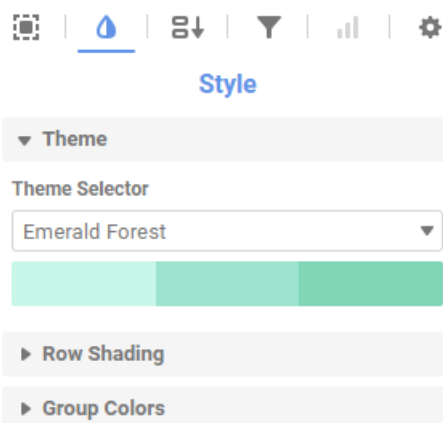 Style
Theme
Theme Selector
Emerald Forest
Row Shading
Group Colors